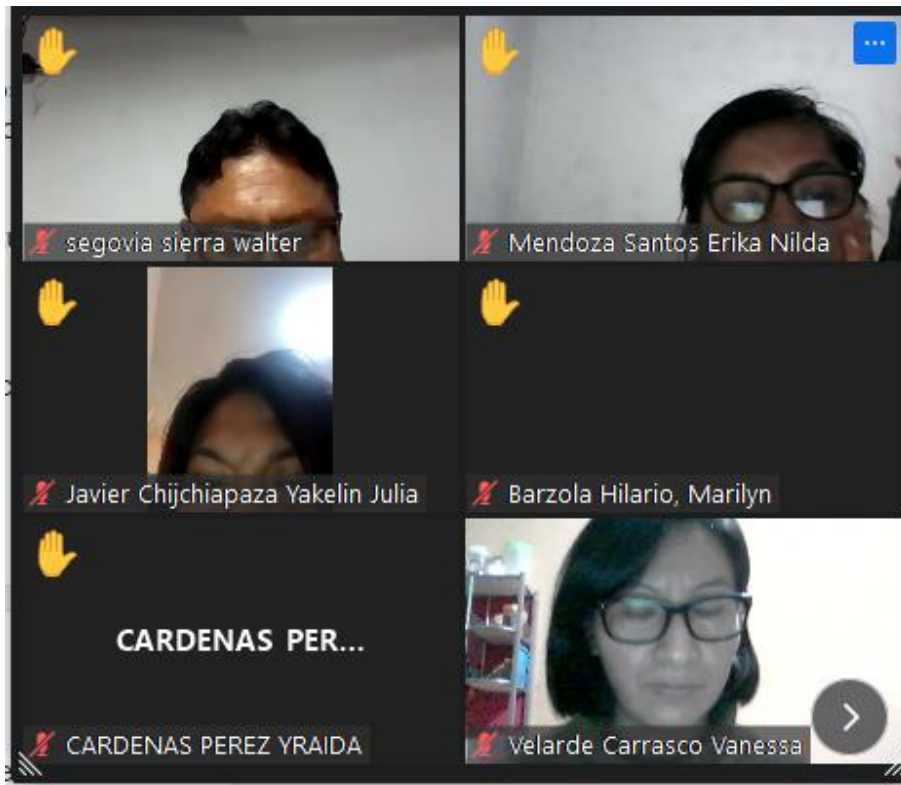 segovia sierra walter
Mendoza Santos Erika Nilda
Javier Chijchiapaza Yakelin Julia
Barzola Hilario, Marilyn
CARDENAS PER...
CARDENAS PEREZ YRAIDA
Velarde Carrasco Vanessa